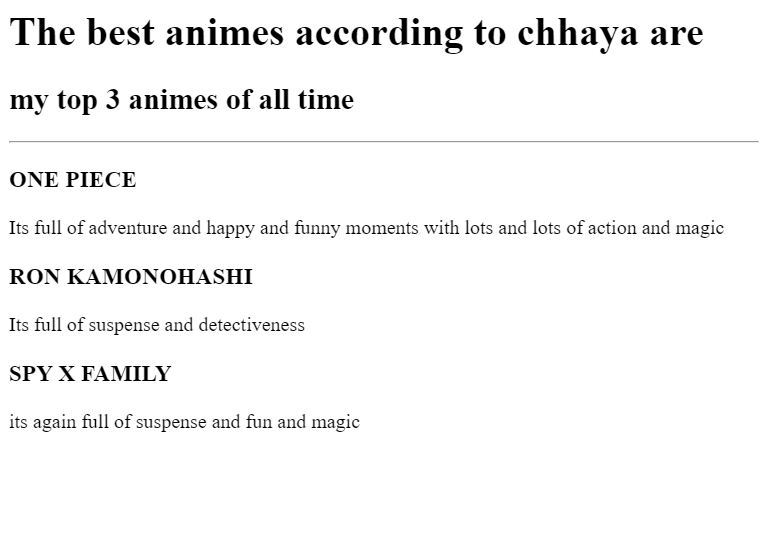 The best animes according to chhaya are
my top 3 animes of all time
ONE PIECE
Its full of adventure and happy and funny moments with lots and lots of action and magic
RON KAMONOHASHI
Its full of suspense and detectiveness
SPY X FAMILY
its again full of suspense and fun and magic